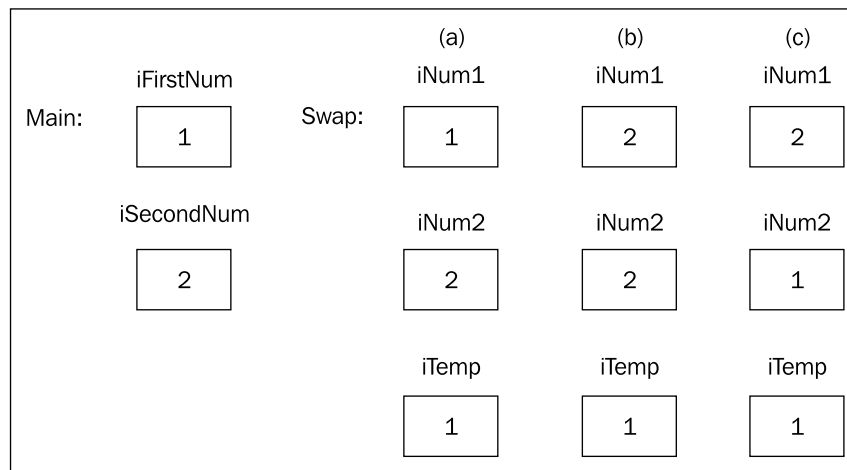 (a) (b) (c)
iFirstNum iNum1 iNum1 iNum1
Main: 1 Swap: 1 2 2
iSecondNum iNum2 iNum2 iNum2
2 2 2 1
iTemp iTemp iTemp
1 1 1